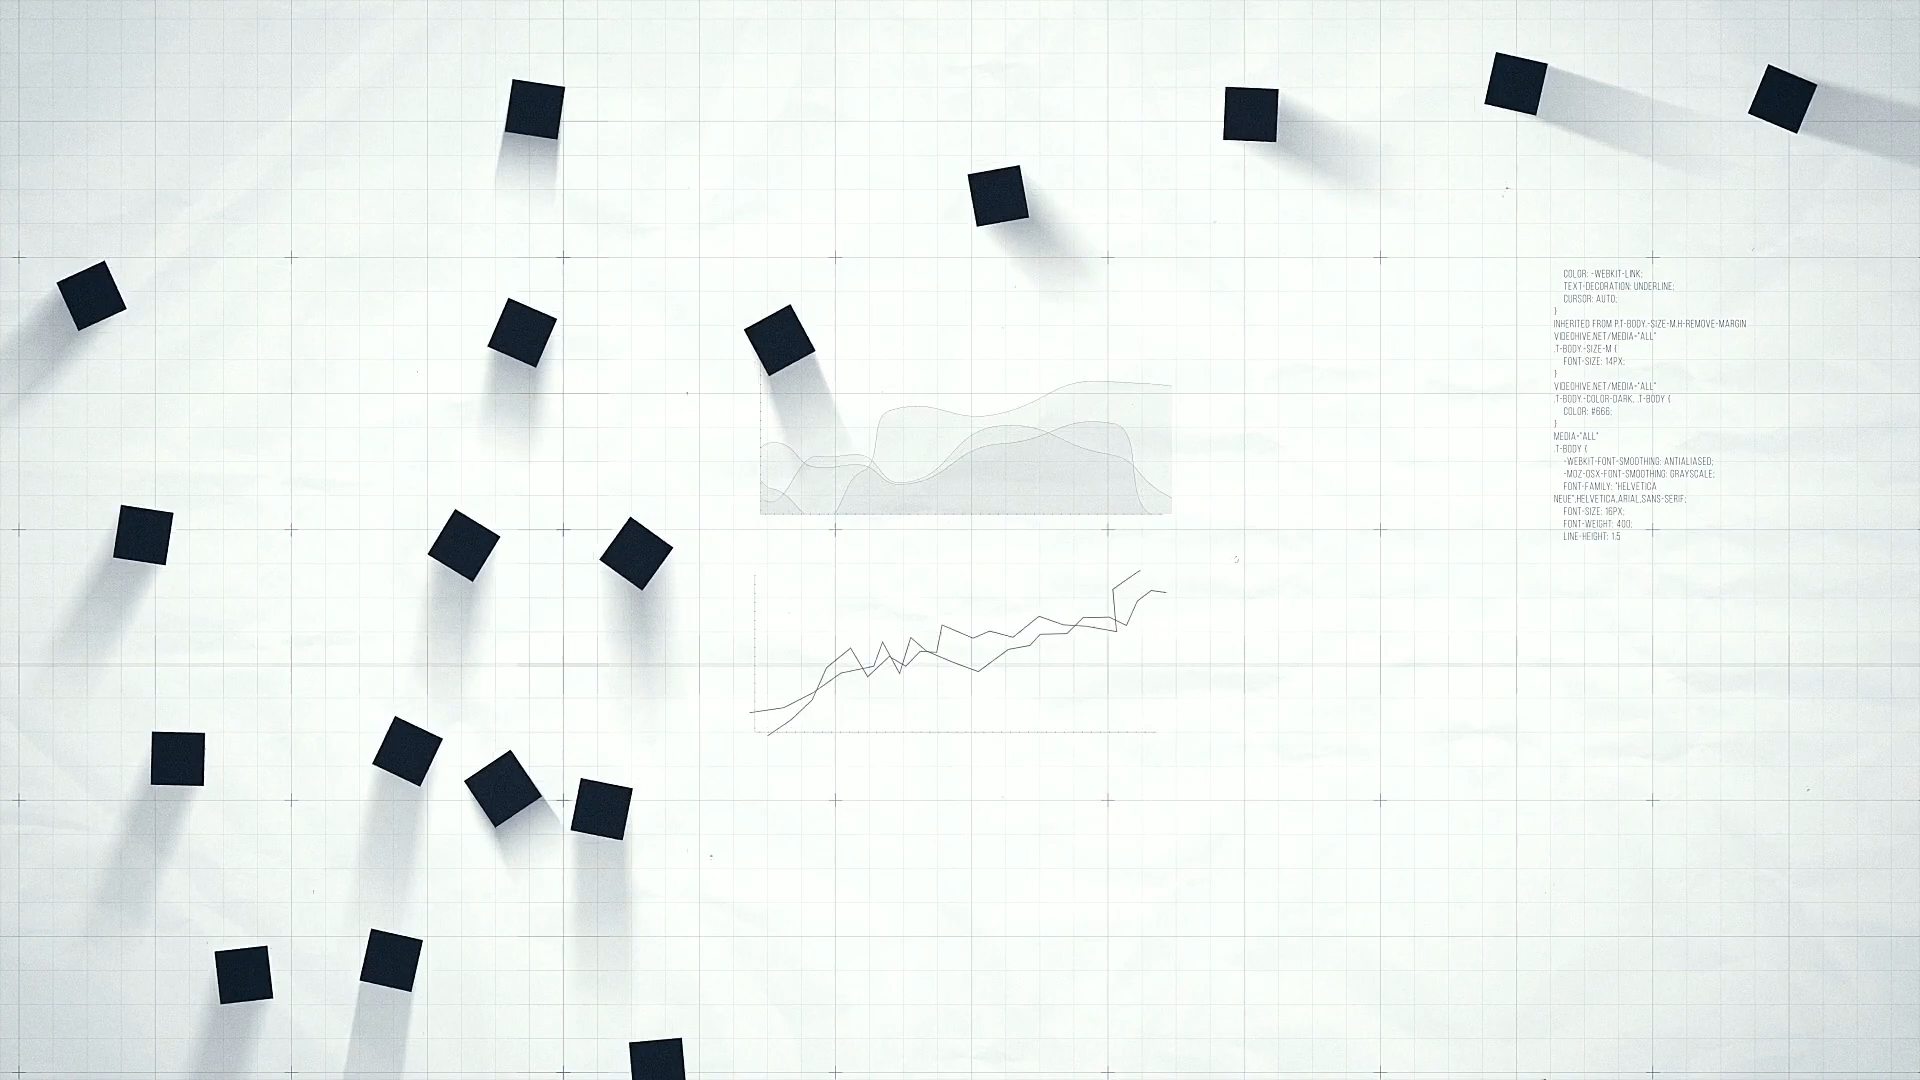 COLOR: -WEBKIT-LINK;
TEXT-DECORATION: UNDERLINE;
CURSOR: AUTO;
}
INHERITED FROM P.T-BODY.-SIZE-M.H-REMOVE-MARGIN
VIDEOHIVE.NET/MEDIA="ALL"
.T-BODY.-SIZE-M {
FONT-SIZE: 14PX;
}
VIDEOHIVE.NET/MEDIA="ALL"
.T-BODY.-COLOR-DARK, .T-BODY {
COLOR: #666;
}
MEDIA="ALL"
.T-BODY {
-WEBKIT-FONT-SMOOTHING: ANTIALIASED;
-MOZ-OSX-FONT-SMOOTHING: GRAYSCALE;
FONT-FAMILY: "HELVETICA
NEUE",HELVETICA,ARIAL,SANS-SERIF;
FONT-SIZE: 16PX;
FONT-WEIGHT: 400;
LINE-HEIGHT: 1.5